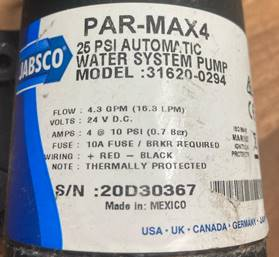 JABSCO
PAR-MAX4
25 PSI AUTOMATIC
WATER SYSTEM PUMP
MODEL :31620-0294
FLOW : 4.3 GPM (16.3 LPM)
VOLTS : 24 V D.C.
AMPS : 4 @ 10 PSI (0.7 Bar)
FUSE : 10A FUSE / BRKR REQUIRED
WIRING : + RED - BLACK
NOTE : THERMALLY PROTECTED
MARINE
IGNITION
S/N :20D30367
Made in: MEXICO
USA · UK · CANADA · GERMANY ·